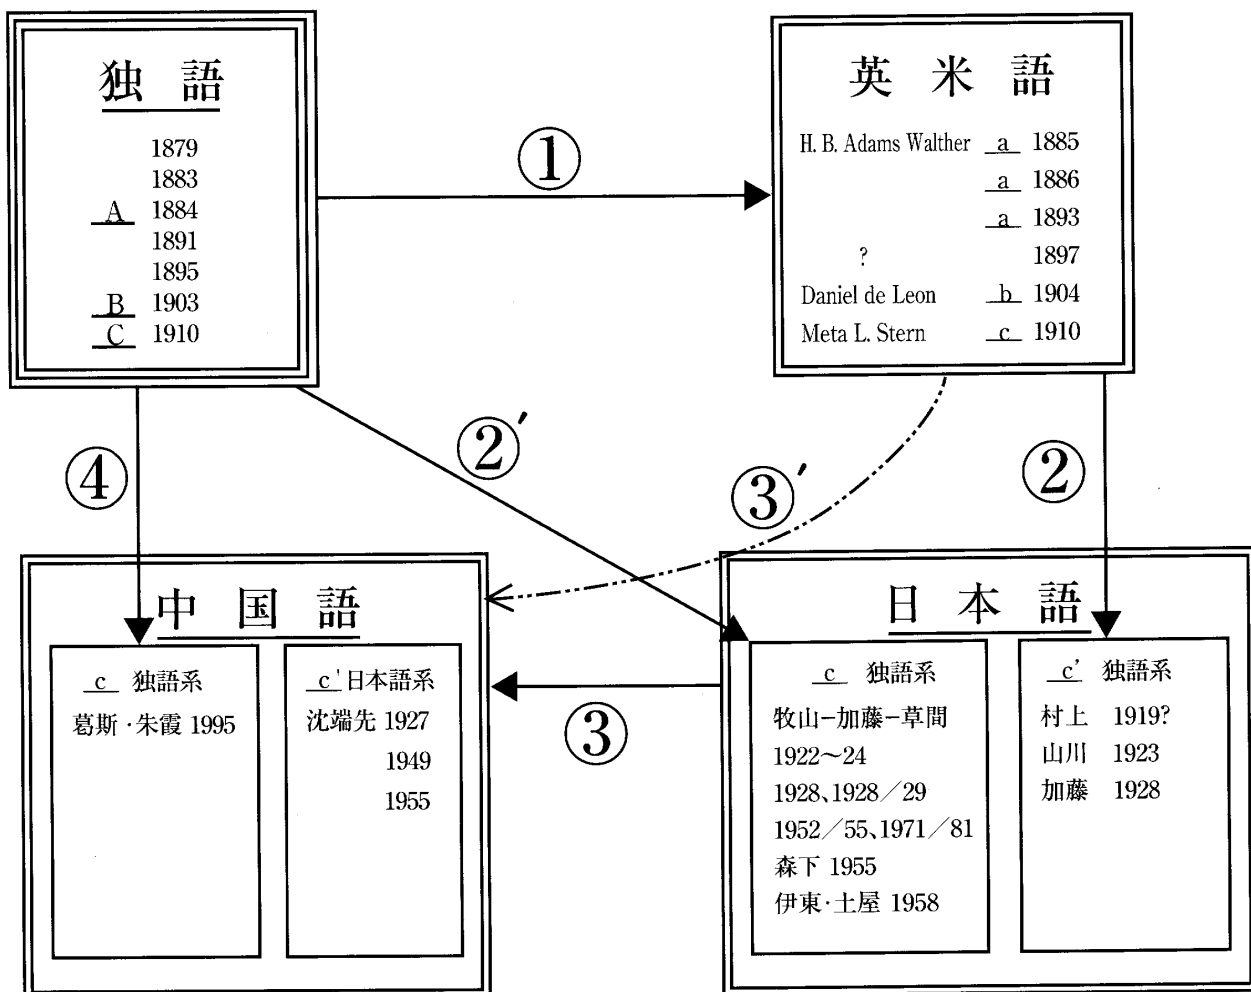 独語
1879
1883
A 1884
1891
1895
B 1903
C 1910
①
英米語
H. B. Adams Walther a 1885
a 1886
a 1893
? 1897
Daniel de Leon b 1904
Meta L. Stern c 1910
②′
④
③′
②
中国語
c 独語系
葛斯・朱霞 1995
c' 日本語系
沈端先 1927
1949
1955
③
日本語
c 独語系
牧山−加藤−草間
1922〜24
1928、1928/29
1952/55、1971/81
森下 1955
伊東・土屋 1958
c’ 独語系
村上 1919?
山川 1923
加藤 1928